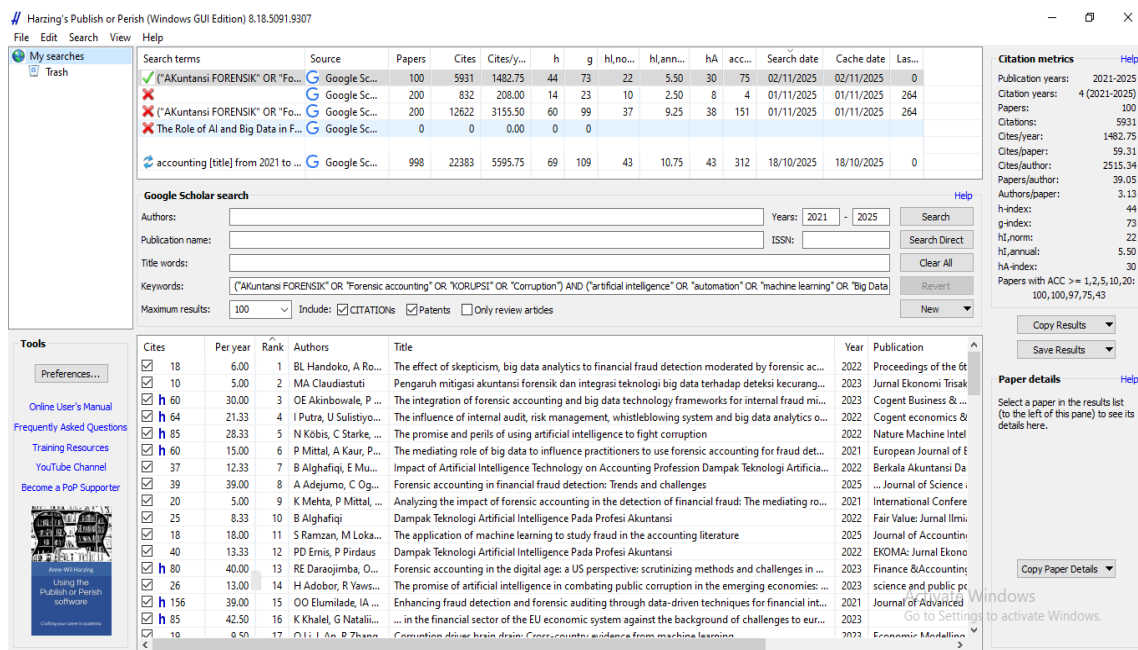 Harzing's Publish or Perish (Windows GUI Edition) 8.18.5091.9307
File Edit Search View Help
My searches
Trash
Search terms Source Papers Cites Cites/y... h g hI,no... hI,ann... hA acc... Search date Cache date Las...
("AKuntansi FORENSIK" OR "Fo... Google Sc... 100 5931 1482.75 44 73 22 5.50 30 75 02/11/2025 02/11/2025 0
Google Sc... 200 832 208.00 14 23 10 2.50 8 4 01/11/2025 01/11/2025 264
("AKuntansi FORENSIK" OR "Fo... Google Sc... 200 12622 3155.50 60 99 37 9.25 38 151 01/11/2025 01/11/2025 264
The Role of AI and Big Data in F... Google Sc... 0 0 0.00 0 0
accounting [title] from 2021 to ... Google Sc... 998 22383 5595.75 69 109 43 10.75 43 312 18/10/2025 18/10/2025 0
Google Scholar search Help
Authors: Years: 2021 - 2025 Search
Publication name: ISSN: Search Direct
Title words: Clear All
Keywords: ("AKuntansi FORENSIK" OR "Forensic accounting" OR "KORUPSI" OR "Corruption") AND ("artificial intelligence" OR "automation" OR "machine learning" OR "Big Data Revert
Maximum results: 100 Include: CITATIONs Patents Only review articles New
Tools
Preferences...
Online User's Manual
Frequently Asked Questions
Training Resources
YouTube Channel
Become a PoP Supporter
Anne-Wil Harzing
Using the
Publish or Perish
software
Crafting your career in academia
Cites Per year Rank Authors Title Year Publication
18 6.00 1 BL Handoko, A Ro... The effect of skepticism, big data analytics to financial fraud detection moderated by forensic ac... 2022 Proceedings of the 6t
10 5.00 2 MA Claudiastuti Pengaruh mitigasi akuntansi forensik dan integrasi teknologi big data terhadap deteksi kecurang... 2023 Jurnal Ekonomi Trisak
h 60 30.00 3 OE Akinbowale, P ... The integration of forensic accounting and big data technology frameworks for internal fraud mi... 2023 Cogent Business & ...
h 64 21.33 4 I Putra, U Sulistiyo... The influence of internal audit, risk management, whistleblowing system and big data analytics o... 2022 Cogent economics &
h 85 28.33 5 N Köbis, C Starke, ... The promise and perils of using artificial intelligence to fight corruption 2022 Nature Machine Intel
h 60 15.00 6 P Mittal, A Kaur, P... The mediating role of big data to influence practitioners to use forensic accounting for fraud det... 2021 European Journal of B
37 12.33 7 B Alghafiqi, E Mu... Impact of Artificial Intelligence Technology on Accounting Profession Dampak Teknologi Artificia... 2022 Berkala Akuntansi Da
39 39.00 8 A Adejumo, C Og... Forensic accounting in financial fraud detection: Trends and challenges 2025 ... Journal of Science a
20 5.00 9 K Mehta, P Mittal, ... Analyzing the impact of forensic accounting in the detection of financial fraud: The mediating ro... 2021 International Confere
25 8.33 10 B Alghafiqi Dampak Teknologi Artificial Intelligence Pada Profesi Akuntansi 2022 Fair Value: Jurnal Ilmia
18 18.00 11 S Ramzan, M Loka... The application of machine learning to study fraud in the accounting literature 2025 Journal of Accountin
40 13.33 12 PD Ernis, P Pirdaus Dampak Teknologi Artificial Intelligence Pada Profesi Akuntansi 2022 EKOMA: Jurnal Ekono
h 80 40.00 13 RE Daraojimba, O... Forensic accounting in the digital age: a US perspective: scrutinizing methods and challenges in ... 2023 Finance &Accounting
26 13.00 14 H Adobor, R Yaws... The promise of artificial intelligence in combating public corruption in the emerging economies: ... 2023 science and public po
h 156 39.00 15 OO Elumilade, IA ... Enhancing fraud detection and forensic auditing through data-driven techniques for financial int... 2021 Journal of Advanced
h 85 42.50 16 K Khalel, G Natalii... ... in the financial sector of the EU economic system against the background of challenges to eur... 2023
19 9.50 17 Q Li, L An, R Zhang Corruption driver brain drain: Cross-country evidence from machine learning 2023 Economic Modelling
Citation metrics Help
Publication years: 2021-2025
Citation years: 4 (2021-2025)
Papers: 100
Citations: 5931
Cites/year: 1482.75
Cites/paper: 59.31
Cites/author: 2515.34
Papers/author: 39.05
Authors/paper: 3.13
h-index: 44
g-index: 73
hI,norm: 22
hI,annual: 5.50
hA-index: 30
Papers with ACC >= 1,2,5,10,20:
100,100,97,75,43
Copy Results
Save Results
Paper details Help
Select a paper in the results list
(to the left of this pane) to see its
details here.
Copy Paper Details
Activate Windows
Go to Settings to activate Windows.